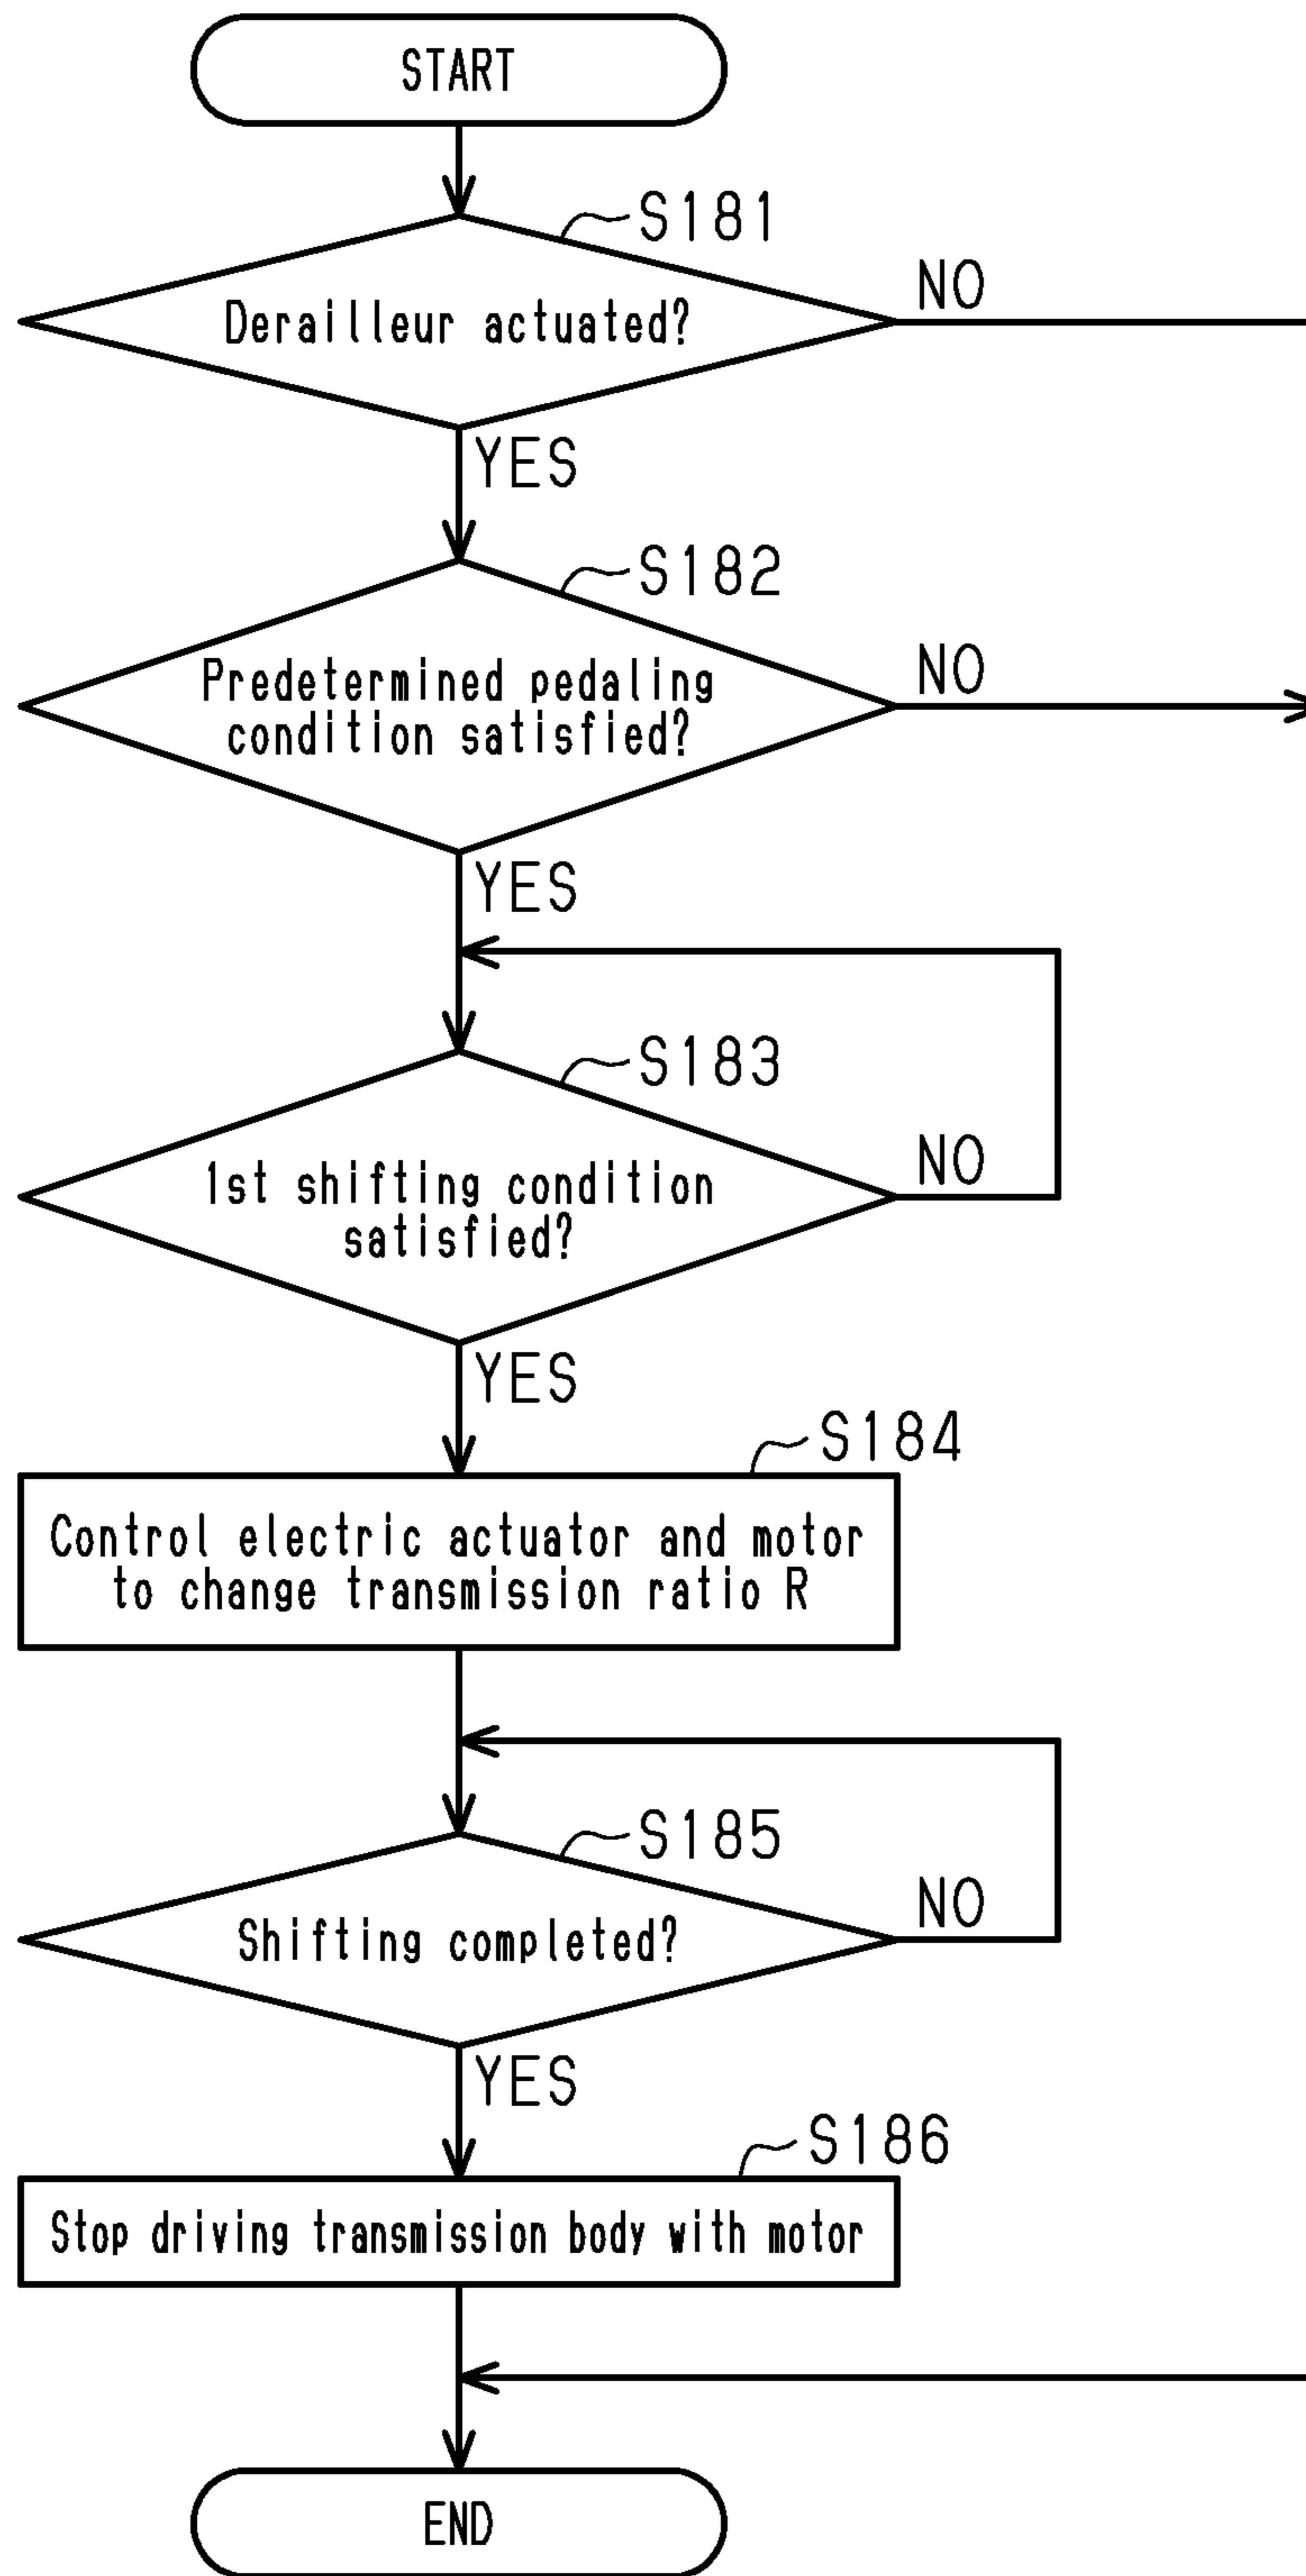 START
S181
Derailleur actuated?
NO
YES
S182
Predetermined pedaling
condition satisfied?
NO
YES
S183
1st shifting condition
satisfied?
NO
YES
S184
Control electric actuator and motor
to change transmission ratio R
S185
Shifting completed?
NO
YES
S186
Stop driving transmission body with motor
END